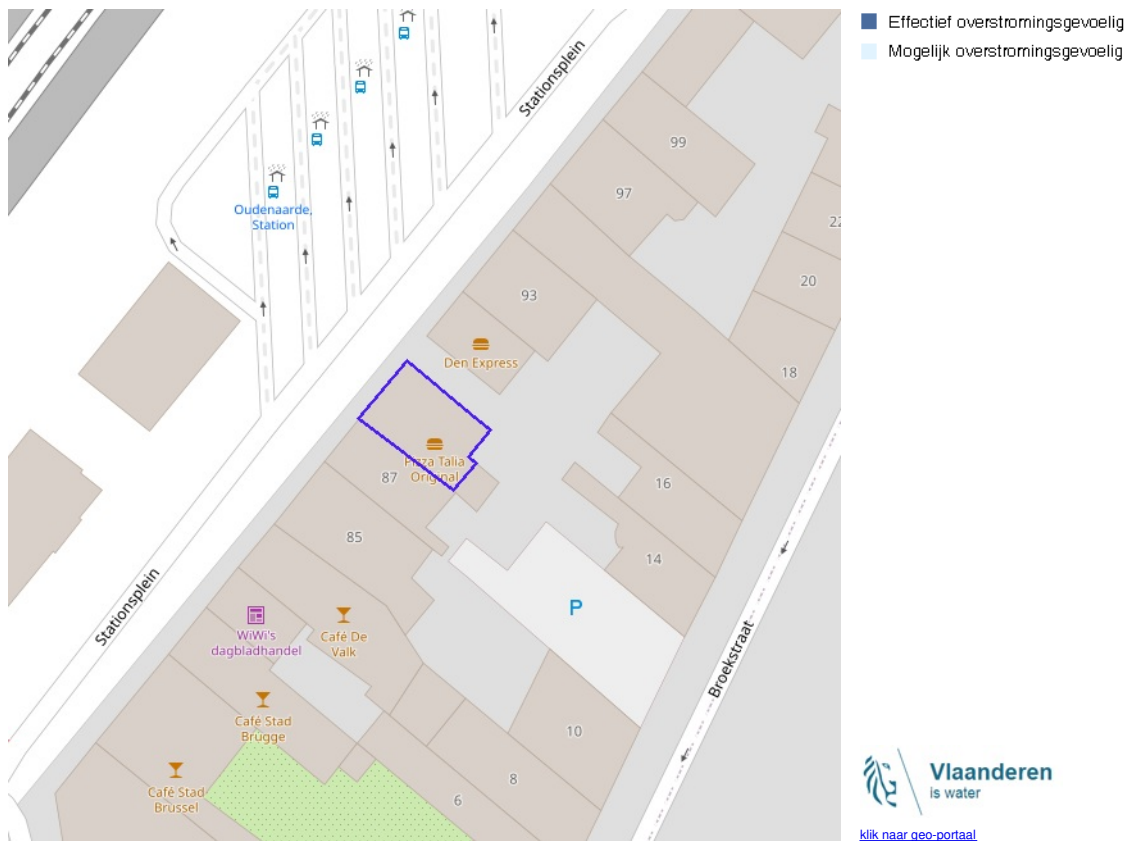 Effectief overstromingsgevoelig
Mogelijk overstromingsgevoelig
Stationsplein
Oudenaarde,
Station
99
97
22
20
93
Den Express
18
Pizza Talia
Original
87
16
85
14
P
Stationsplein
WiWi's
dagbladhandel
Café De
Valk
Broekstraat
Café Stad
Brugge
10
Café Stad
Brussel
8
6
Vlaanderen
is water
klik naar geo-portaal